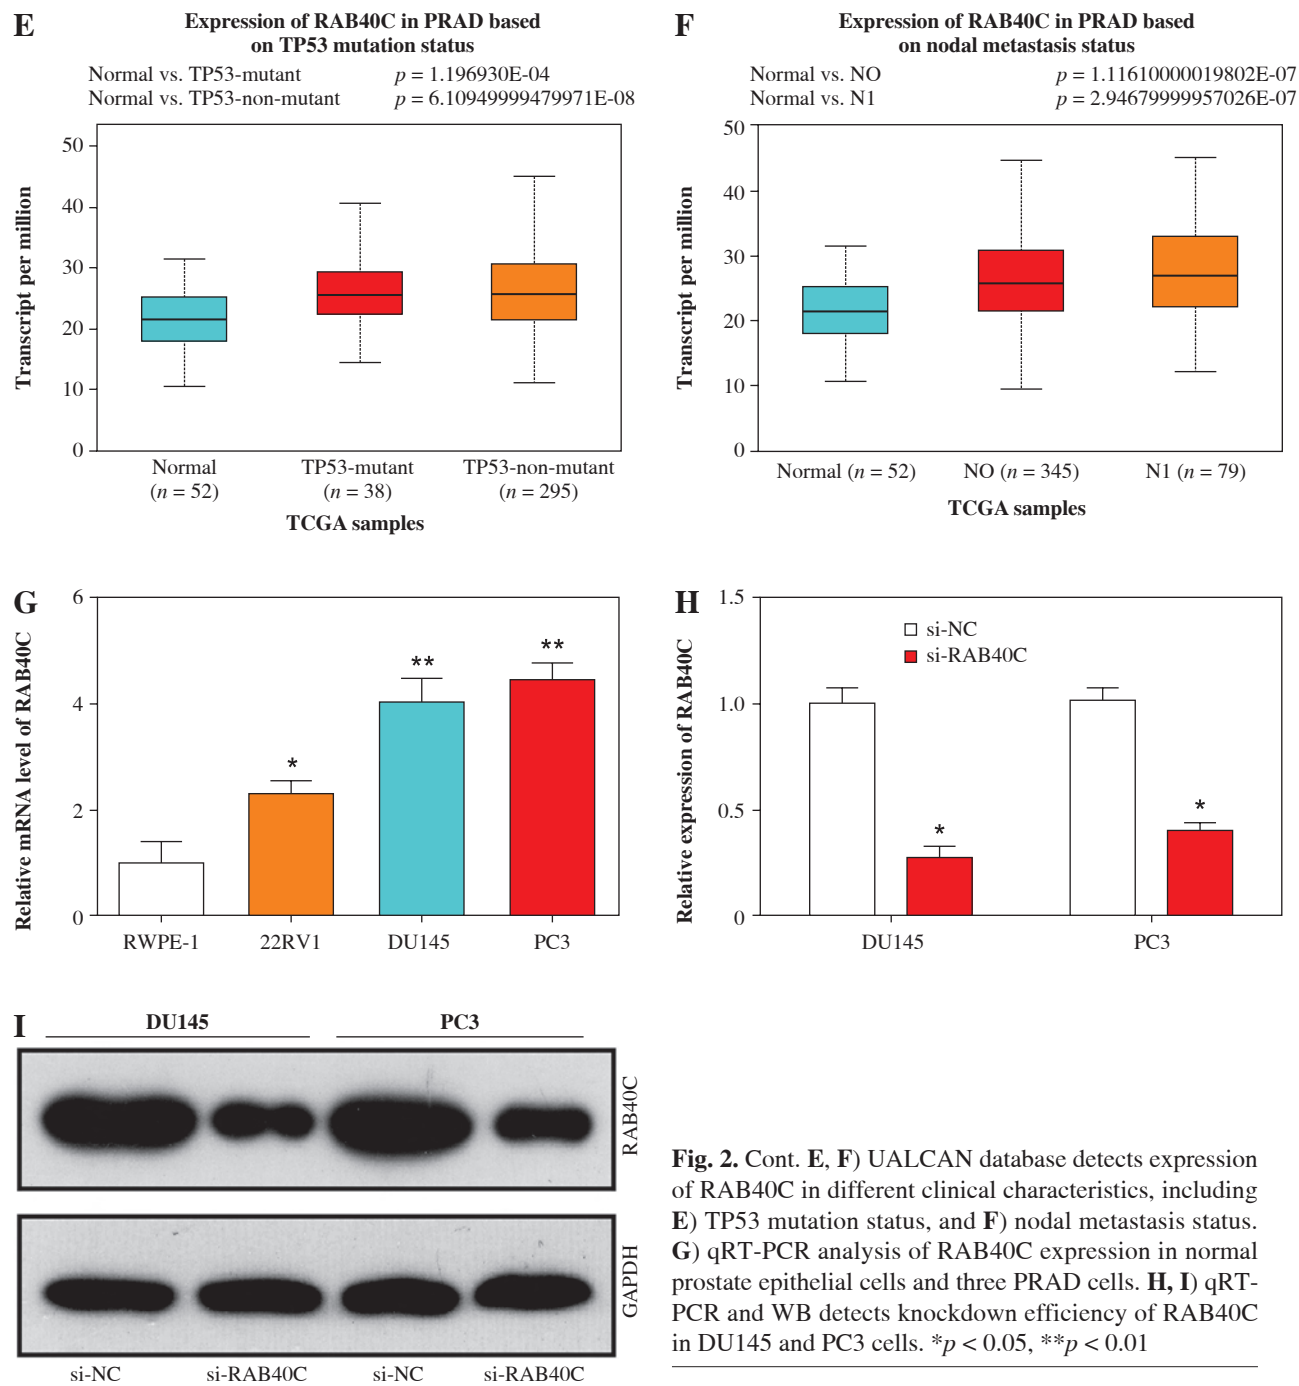 E
Expression of RAB40C in PRAD based
on TP53 mutation status
Normal vs. TP53-mutant p = 1.196930E-04
Normal vs. TP53-non-mutant p = 6.10949999479971E-08
Transcript per million
50
40
30
20
10
0
Normal
(n = 52)
TP53-mutant
(n = 38)
TP53-non-mutant
(n = 295)
TCGA samples
F
Expression of RAB40C in PRAD based
on nodal metastasis status
Normal vs. NO p = 1.11610000019802E-07
Normal vs. N1 p = 2.94679999957026E-07
Transcript per million
50
40
30
20
10
0
Normal (n = 52) NO (n = 345) N1 (n = 79)
TCGA samples
G
Relative mRNA level of RAB40C
6
4
2
0
*
**
**
RWPE-1 22RV1 DU145 PC3
H
Relative expression of RAB40C
1.5
1.0
0.5
0
si-NC
si-RAB40C
*
*
DU145 PC3
I
DU145 PC3
RAB40C
GAPDH
si-NC si-RAB40C si-NC si-RAB40C
Fig. 2. Cont. E, F) UALCAN database detects expression
of RAB40C in different clinical characteristics, including
E) TP53 mutation status, and F) nodal metastasis status.
G) qRT-PCR analysis of RAB40C expression in normal
prostate epithelial cells and three PRAD cells. H, I) qRT-
PCR and WB detects knockdown efficiency of RAB40C
in DU145 and PC3 cells. *p < 0.05, **p < 0.01